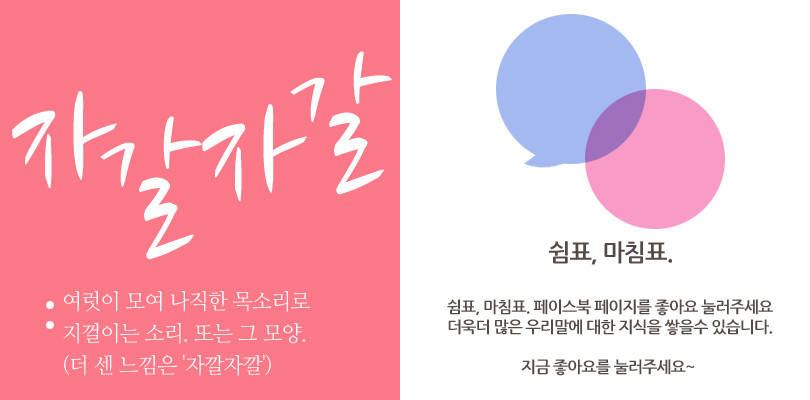 자갈자갈
여럿이 모여 나직한 목소리로
지껄이는 소리. 또는 그 모양.
(더 센 느낌은 '자깔자깔')
쉼표, 마침표.
쉼표, 마침표. 페이스북 페이지를 좋아요 눌러주세요
더욱더 많은 우리말에 대한 지식을 쌓을수 있습니다.
지금 좋아요를 눌러주세요~